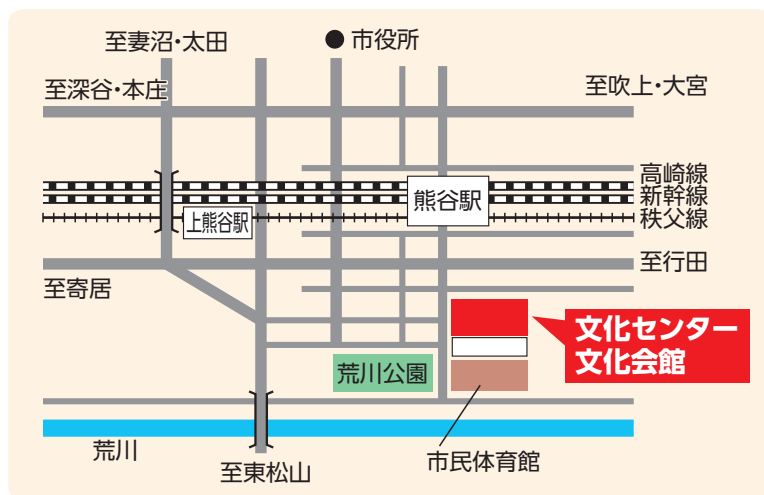 至妻沼・太田
●市役所
至深谷・本庄
至吹上・大宮
高崎線
新幹線
秩父線
熊谷駅
上熊谷駅
至行田
至寄居
文化センター
文化会館
荒川公園
荒川
市民体育館
至東松山